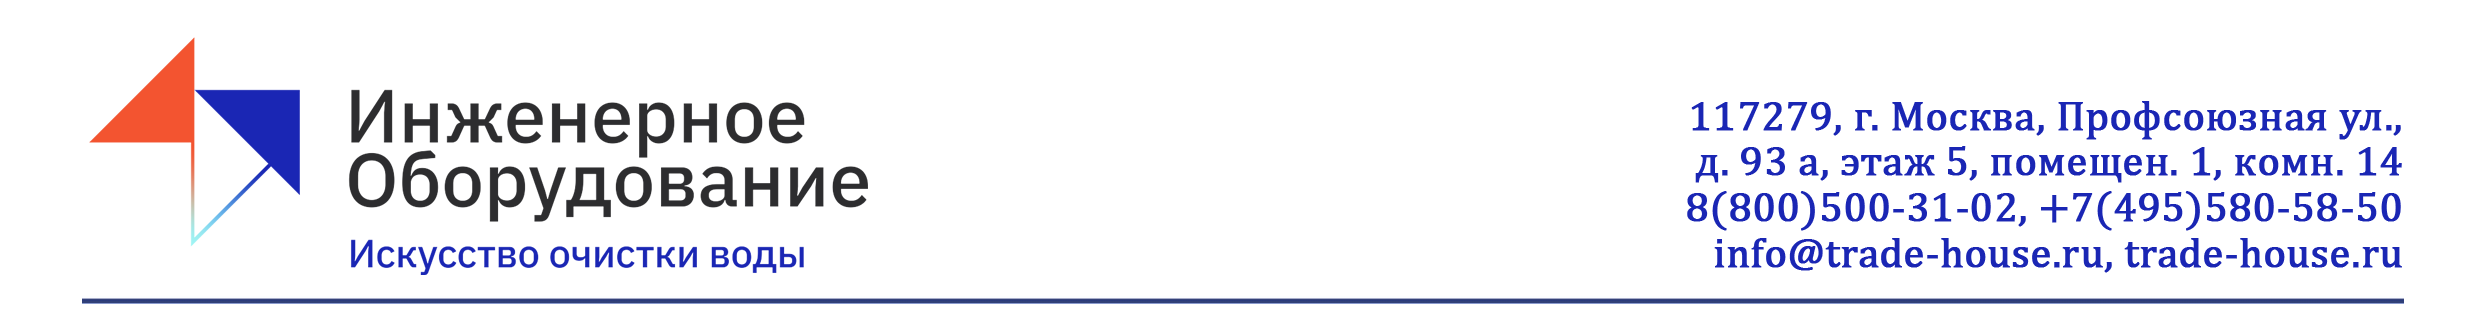 Инженерное
Оборудование
Искусство очистки воды
117279, г. Москва, Профсоюзная ул.,
д. 93 а, этаж 5, помещен. 1, комн. 14
8(800)500-31-02, +7(495)580-58-50
info@trade-house.ru, trade-house.ru